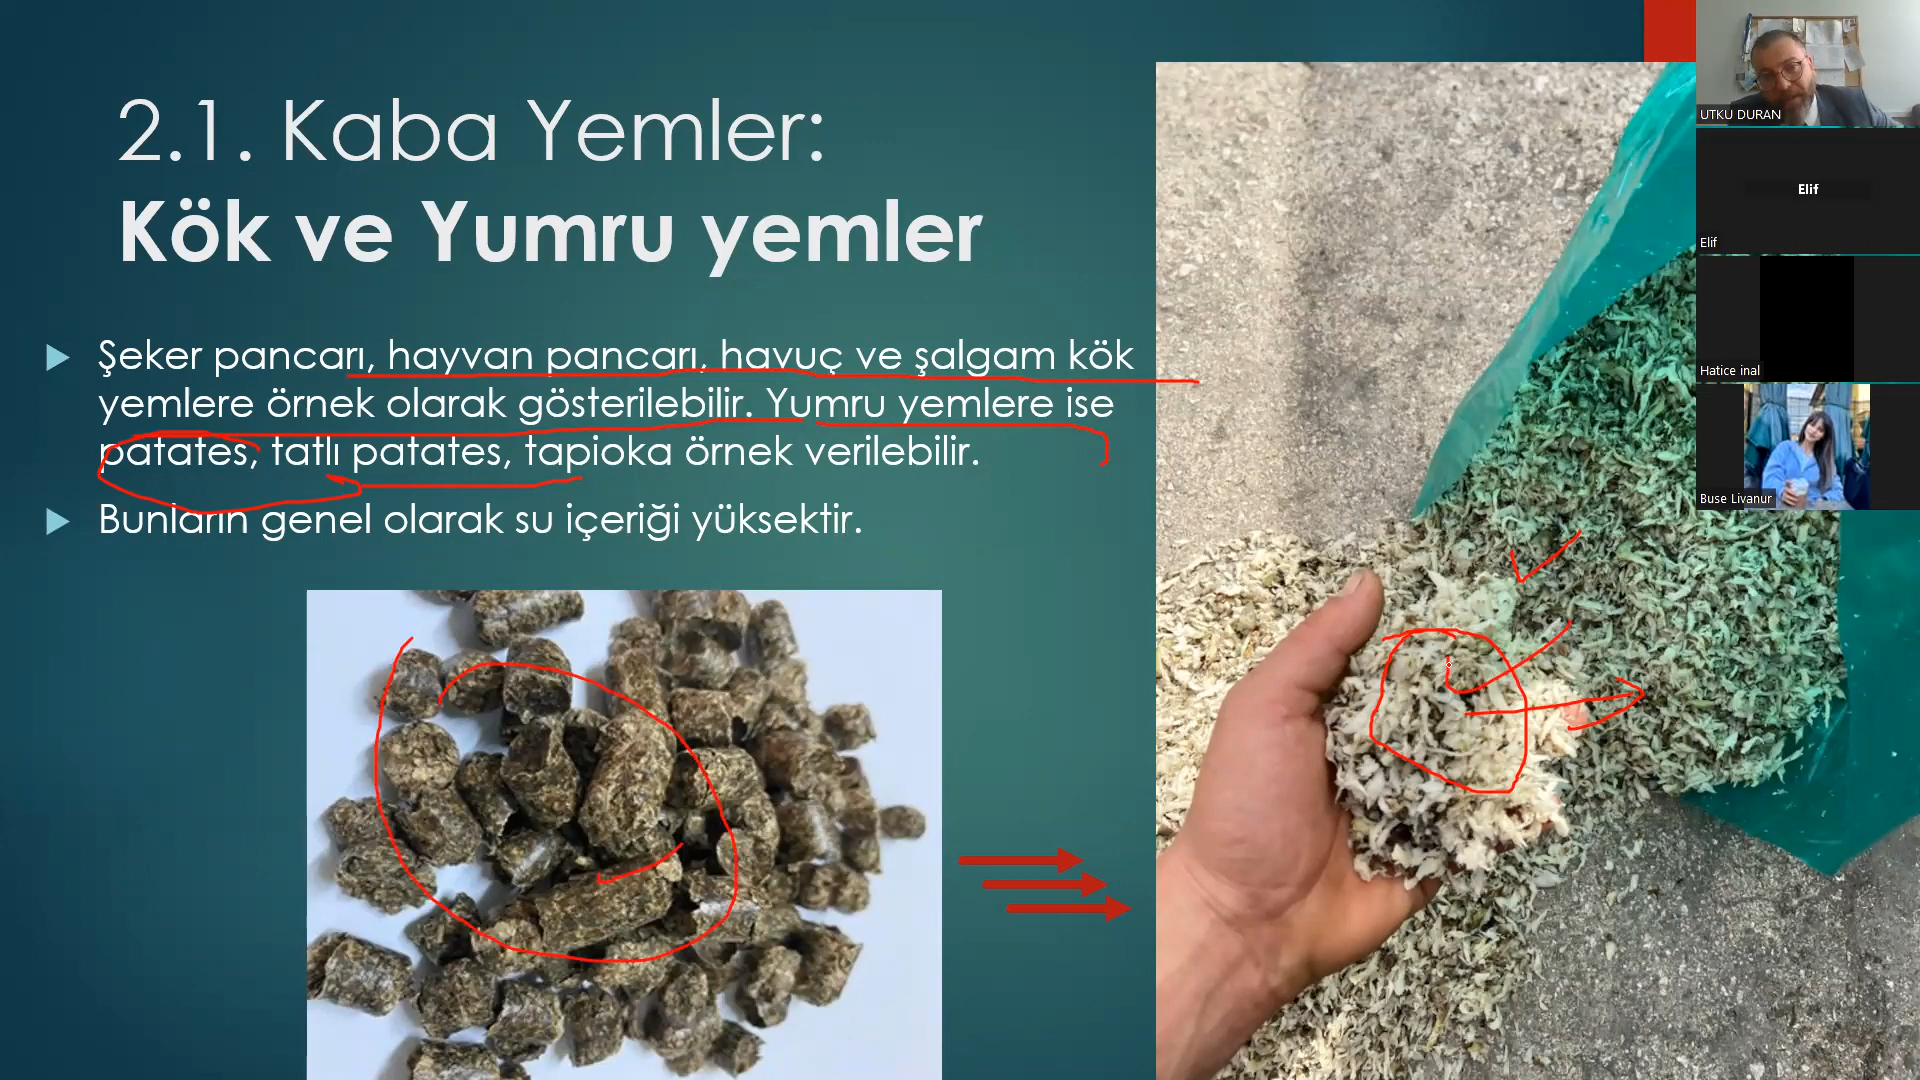 2.1. Kaba Yemler:
Kök ve Yumru yemler
Şeker pancarı, hayvan pancarı, havuç ve şalgam kök
yemlere örnek olarak gösterilebilir. Yumru yemlere ise
patates, tatlı patates, tapioka örnek verilebilir.
Bunların genel olarak su içeriği yüksektir.
UTKU DURAN
Elif
Elif
Hatice inal
Buse Livanur